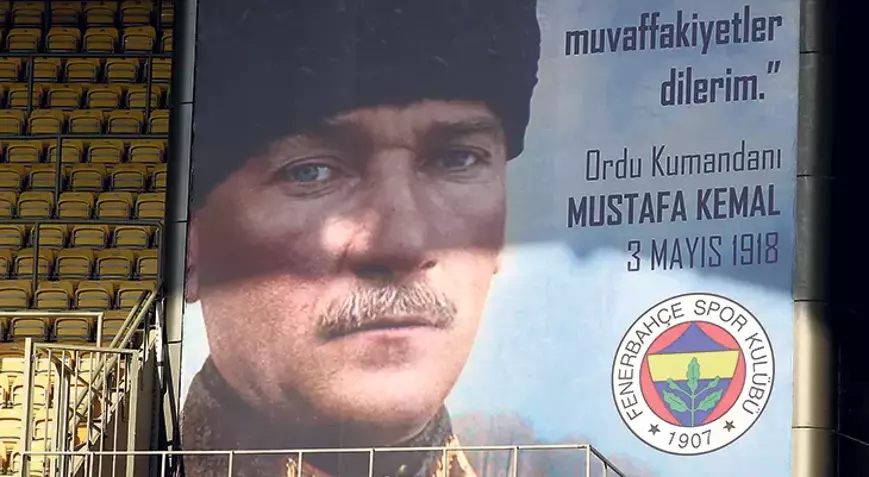 muvaffakiyetler
dilerim.”
Ordu Kumandanı
MUSTAFA KEMAL
3 MAYIS 1918
FENERBAHÇE SPOR KULÜBÜ
★ 1907 ★